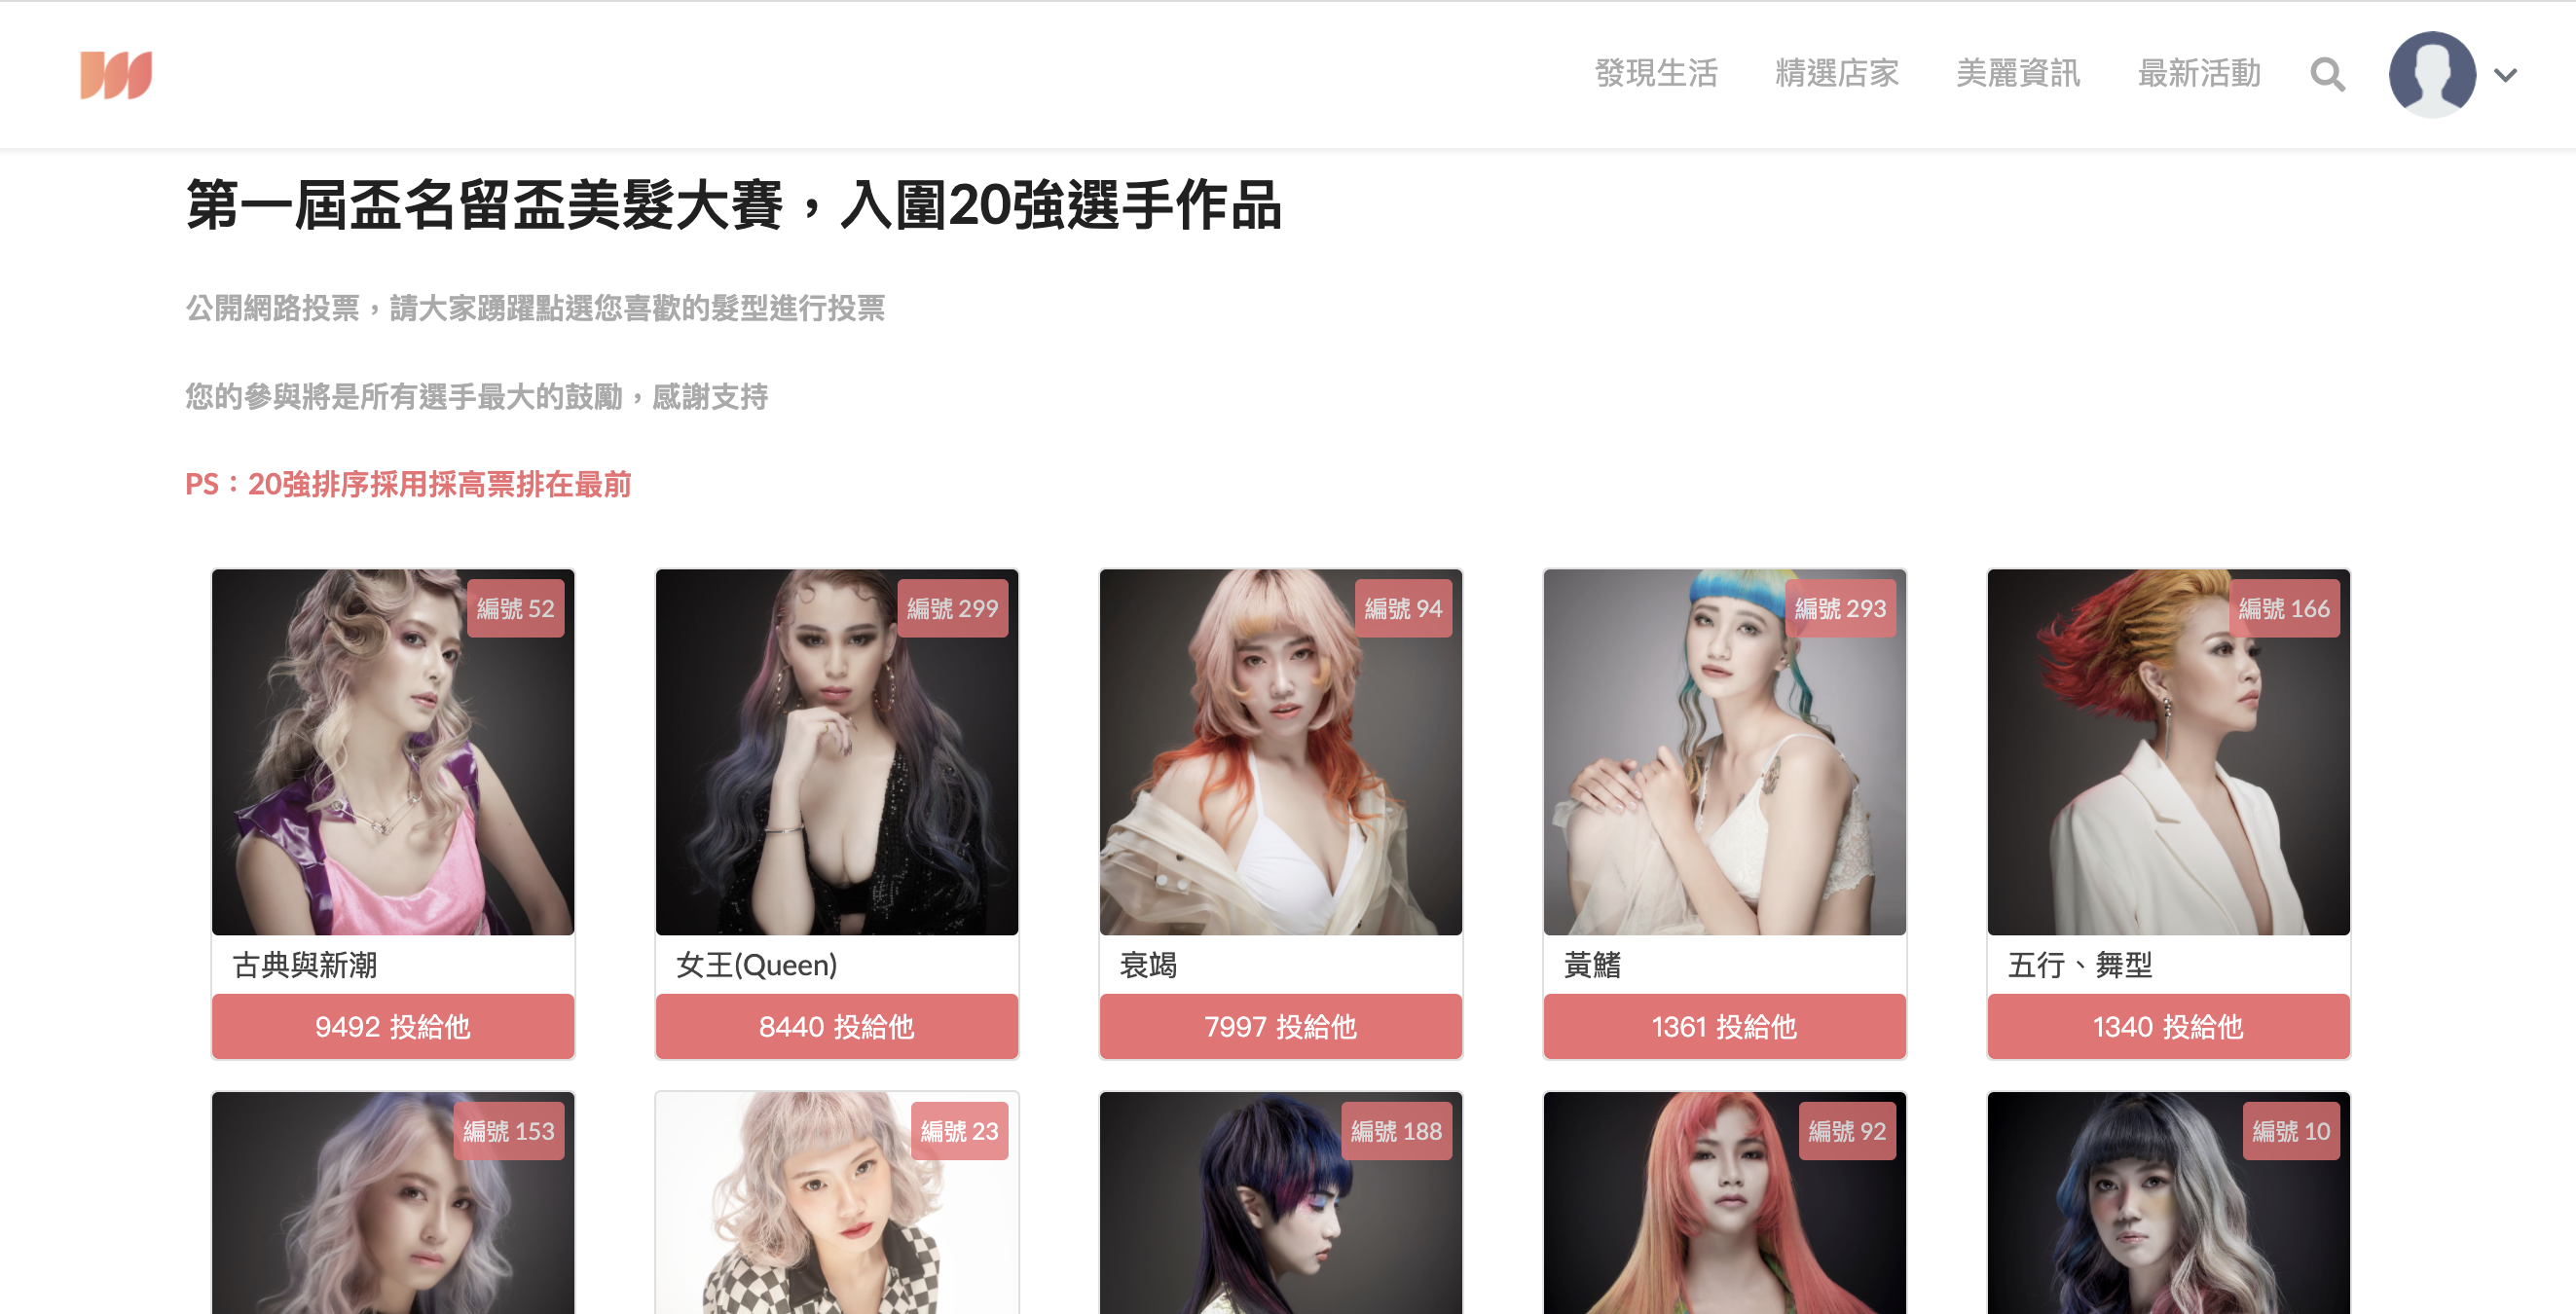 發現生活 精選店家 美麗資訊 最新活動
第一屆盃名留盃美髮大賽，入圍20強選手作品
公開網路投票，請大家踴躍點選您喜歡的髮型進行投票
您的參與將是所有選手最大的鼓勵，感謝支持
PS：20強排序採用採高票排在最前
編號 52
古典與新潮
9492 投給他
編號 299
女王(Queen)
8440 投給他
編號 94
衰竭
7997 投給他
編號 293
黃鰭
1361 投給他
編號 166
五行、舞型
1340 投給他
編號 153
編號 23
編號 188
編號 92
編號 10